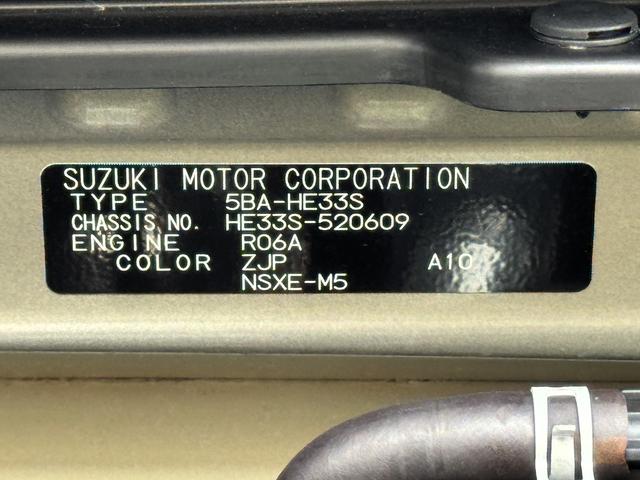 SUZUKI MOTOR CORPORATION
TYPE 5BA-HE33S
CHASSIS NO. HE33S-520609
ENGINE R06A
COLOR ZJP A10
NSXE-M5